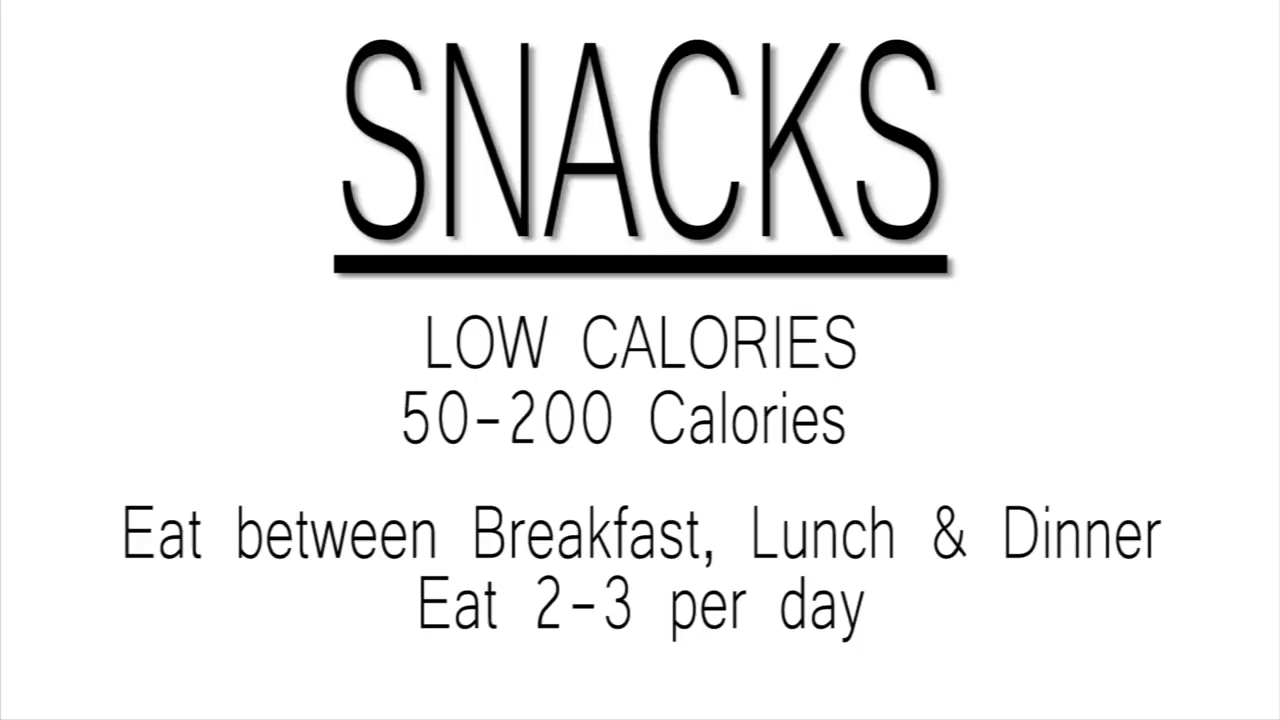 SNACKS
LOW CALORIES
50-200 Calories
Eat between Breakfast, Lunch & Dinner
Eat 2-3 per day